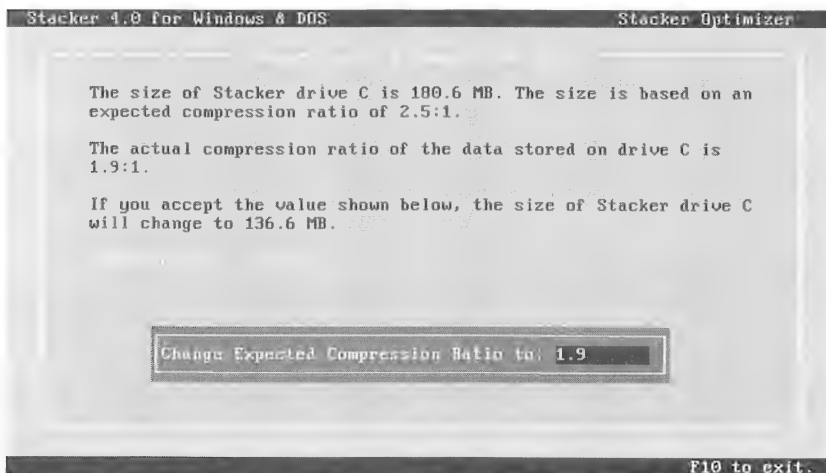 Stacker 4.0 for Windows & DOS Stacker Optimizer
The size of Stacker drive C is 180.6 MB. The size is based on an
expected compression ratio of 2.5:1.
The actual compression ratio of the data stored on drive C is
1.9:1.
If you accept the value shown below, the size of Stacker drive C
will change to 136.6 MB.
Change Expected Compression Ratio to: 1.9
F10 to exit.